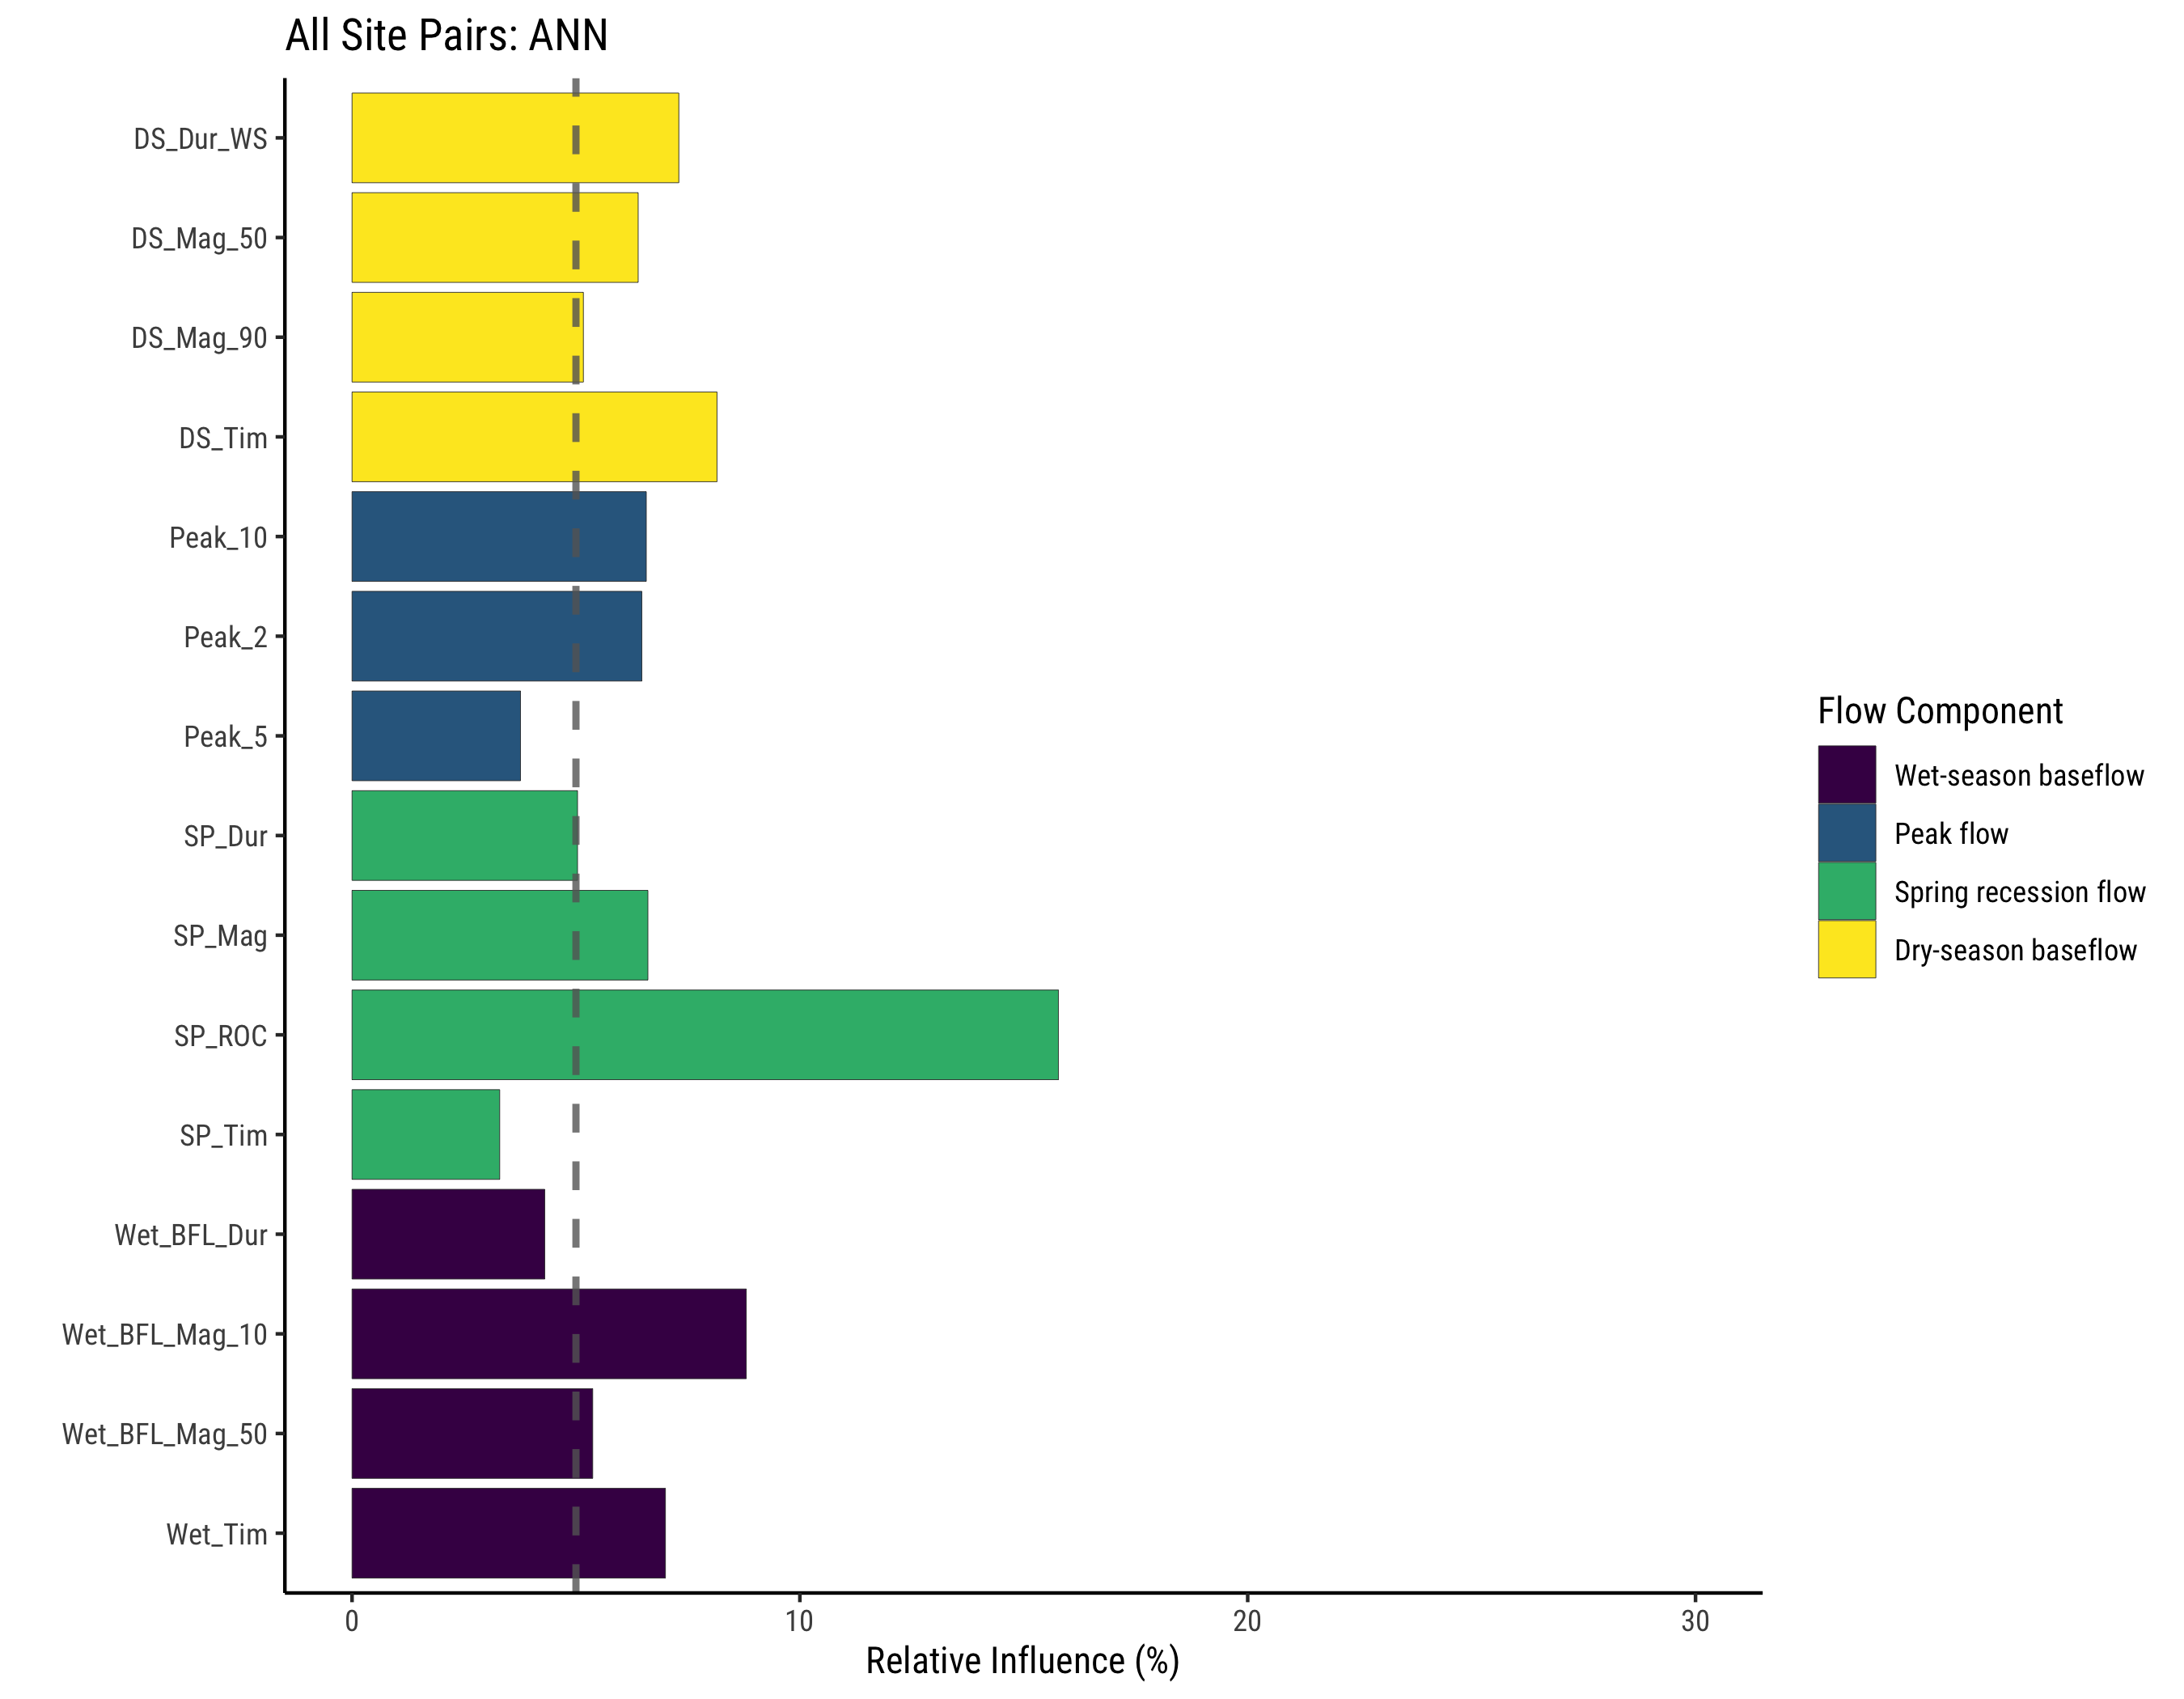 All Site Pairs: ANN
DS_Dur_WS
DS_Mag_50
DS_Mag_90
DS_Tim
Peak_10
Peak_2
Peak_5
SP_Dur
SP_Mag
SP_ROC
SP_Tim
Wet_BFL_Dur
Wet_BFL_Mag_10
Wet_BFL_Mag_50
Wet_Tim
0 10 20 30
Relative Influence (%)
Flow Component
Wet-season baseflow
Peak flow
Spring recession flow
Dry-season baseflow